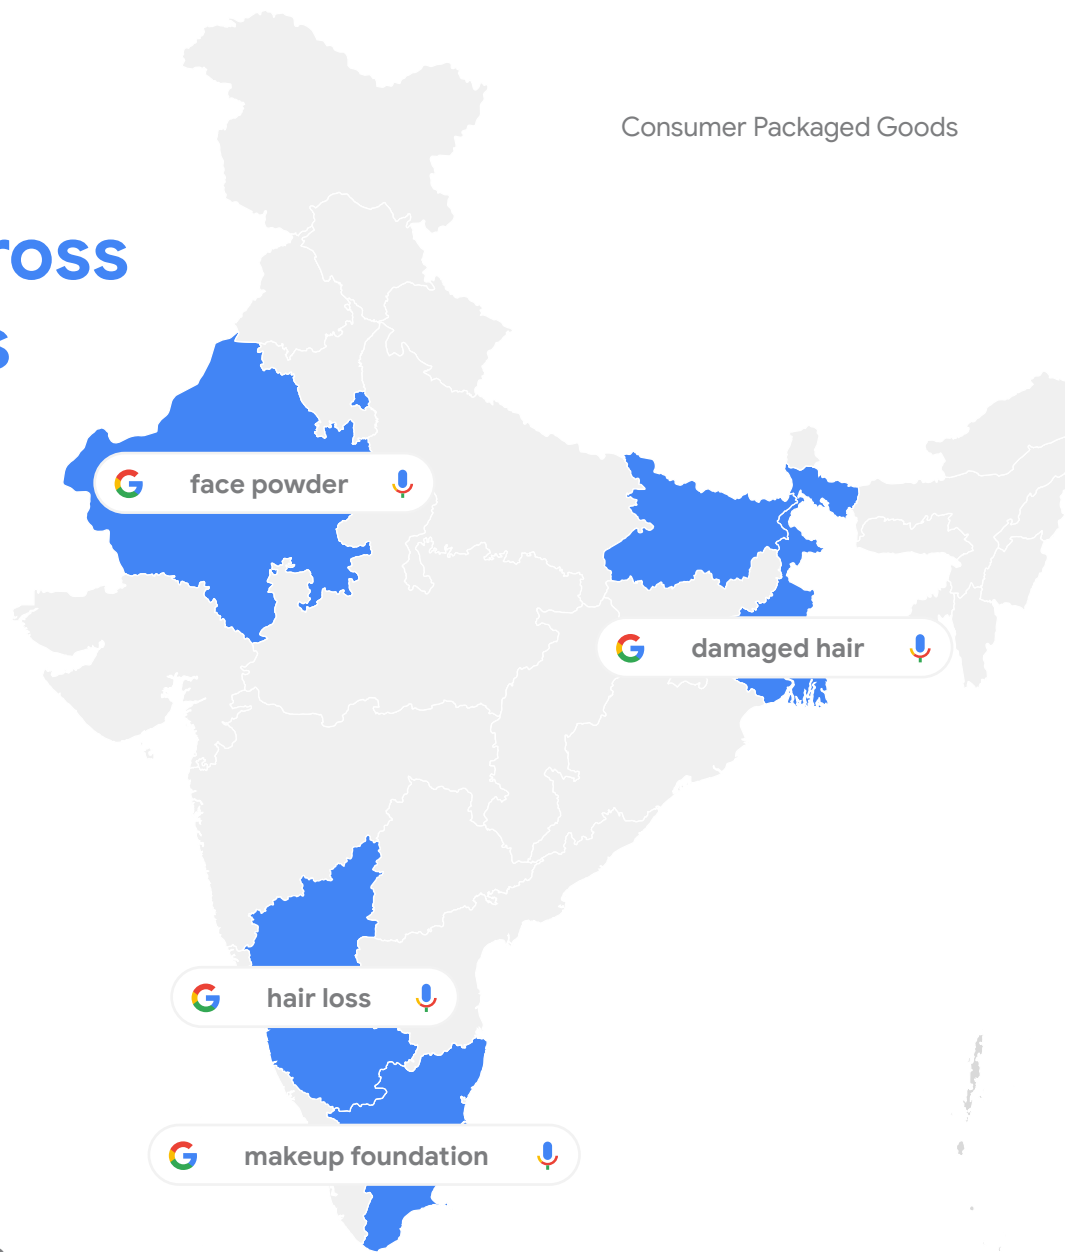 Consumer Packaged Goods
ross
s
face powder
damaged hair
hair loss
makeup foundation